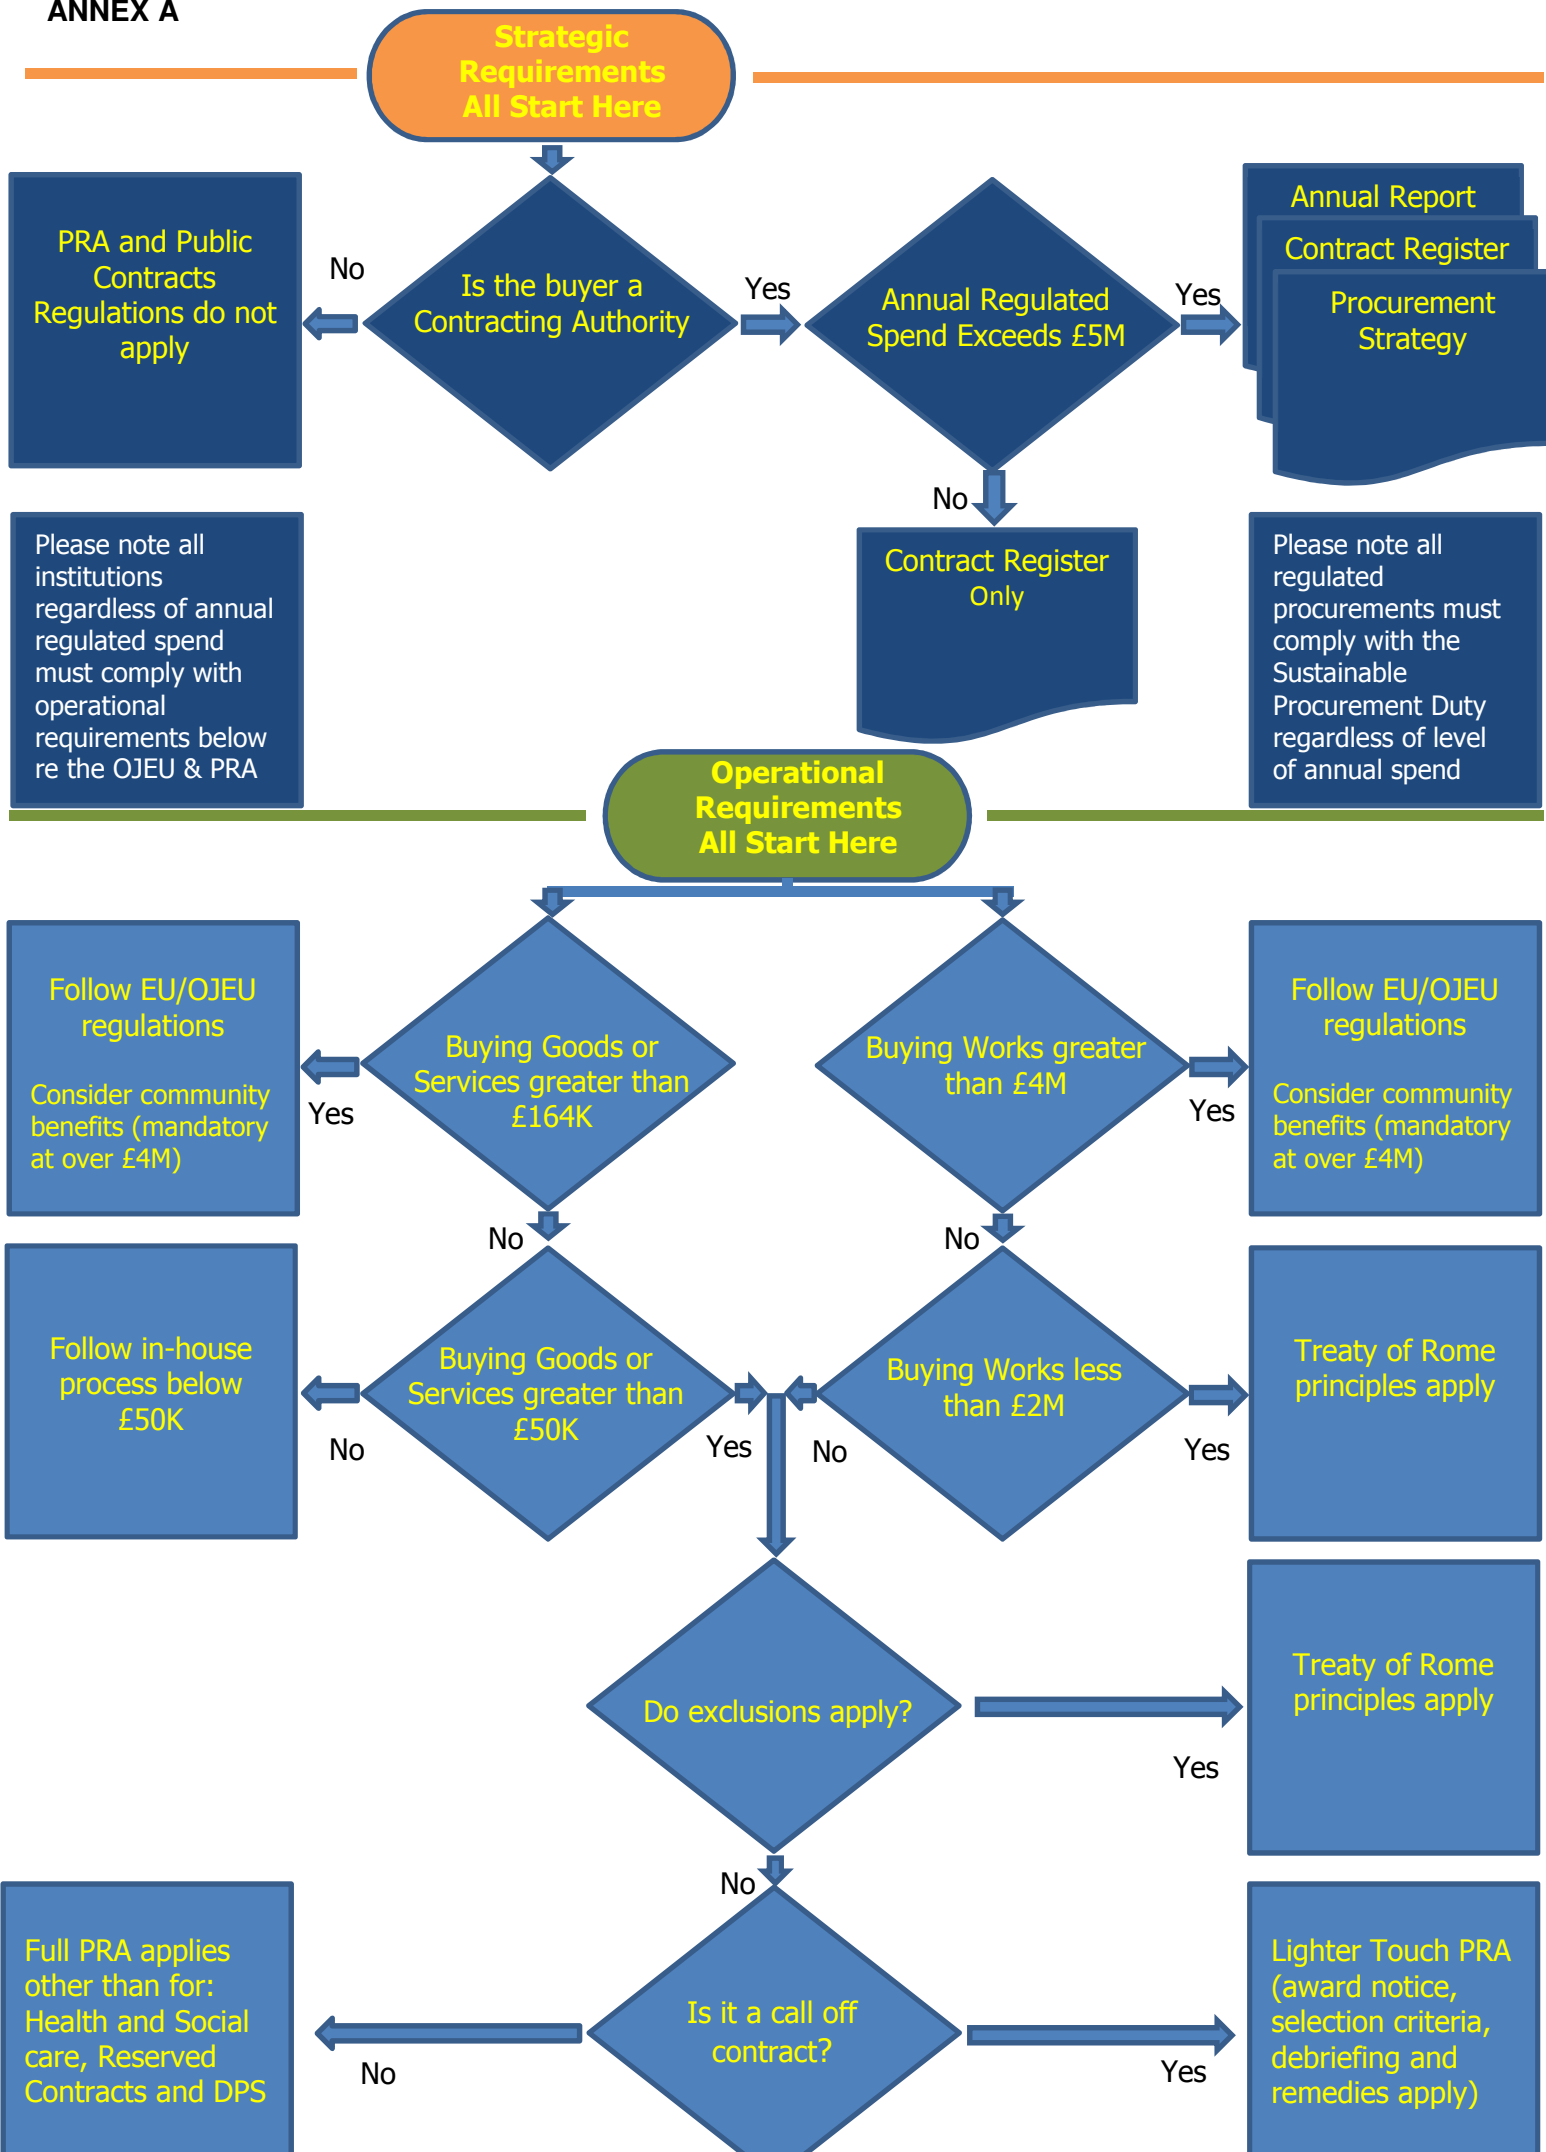 ANNEX A
Strategic
Requirements
All Start Here
PRA and Public
Contracts
Regulations do not
apply
No
Is the buyer a
Contracting Authority
Yes
Annual Regulated
Spend Exceeds £5M
Yes
Annual Report
Contract Register
Procurement
Strategy
No
Contract Register
Only
Please note all
institutions
regardless of annual
regulated spend
must comply with
operational
requirements below
re the OJEU & PRA
Please note all
regulated
procurements must
comply with the
Sustainable
Procurement Duty
regardless of level
of annual spend
Operational
Requirements
All Start Here
Follow EU/OJEU
regulations
Consider community
benefits (mandatory
at over £4M)
Yes
Buying Goods or
Services greater than
£164K
Buying Works greater
than £4M
Yes
Follow EU/OJEU
regulations
Consider community
benefits (mandatory
at over £4M)
No
No
Follow in-house
process below
£50K
No
Buying Goods or
Services greater than
£50K
Yes
No
Buying Works less
than £2M
Yes
Treaty of Rome
principles apply
Do exclusions apply?
Yes
Treaty of Rome
principles apply
No
Full PRA applies
other than for:
Health and Social
care, Reserved
Contracts and DPS
No
Is it a call off
contract?
Yes
Lighter Touch PRA
(award notice,
selection criteria,
debriefing and
remedies apply)